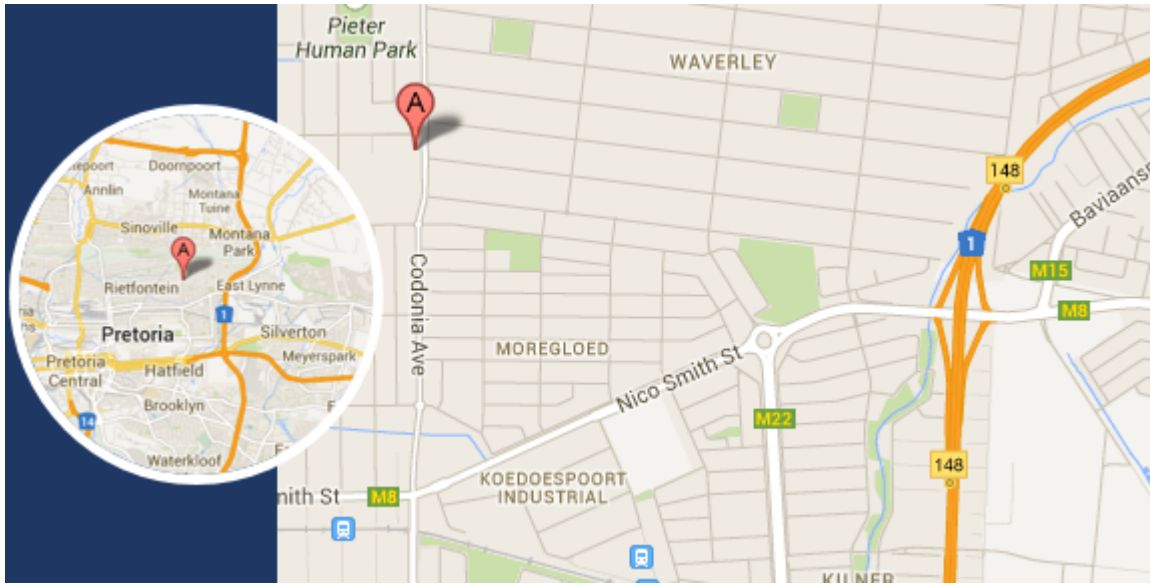 Pieter
Human Park
WAVERLEY
A
148
1
Baviaansp
M15
M8
Codonia Ave
MOREGLOED
Nico Smith St
M22
148
KOEDOESPOORT
INDUSTRIAL
nith St
M8
KILNER
Doornpoort
Annlin
Montana
Tuine
Sinoville
Montana
Park
A
Rietfontein
East Lynne
1
Pretoria
Silverton
Meyerspark
Pretoria
Central
Hatfield
Brooklyn
14
Waterkloof